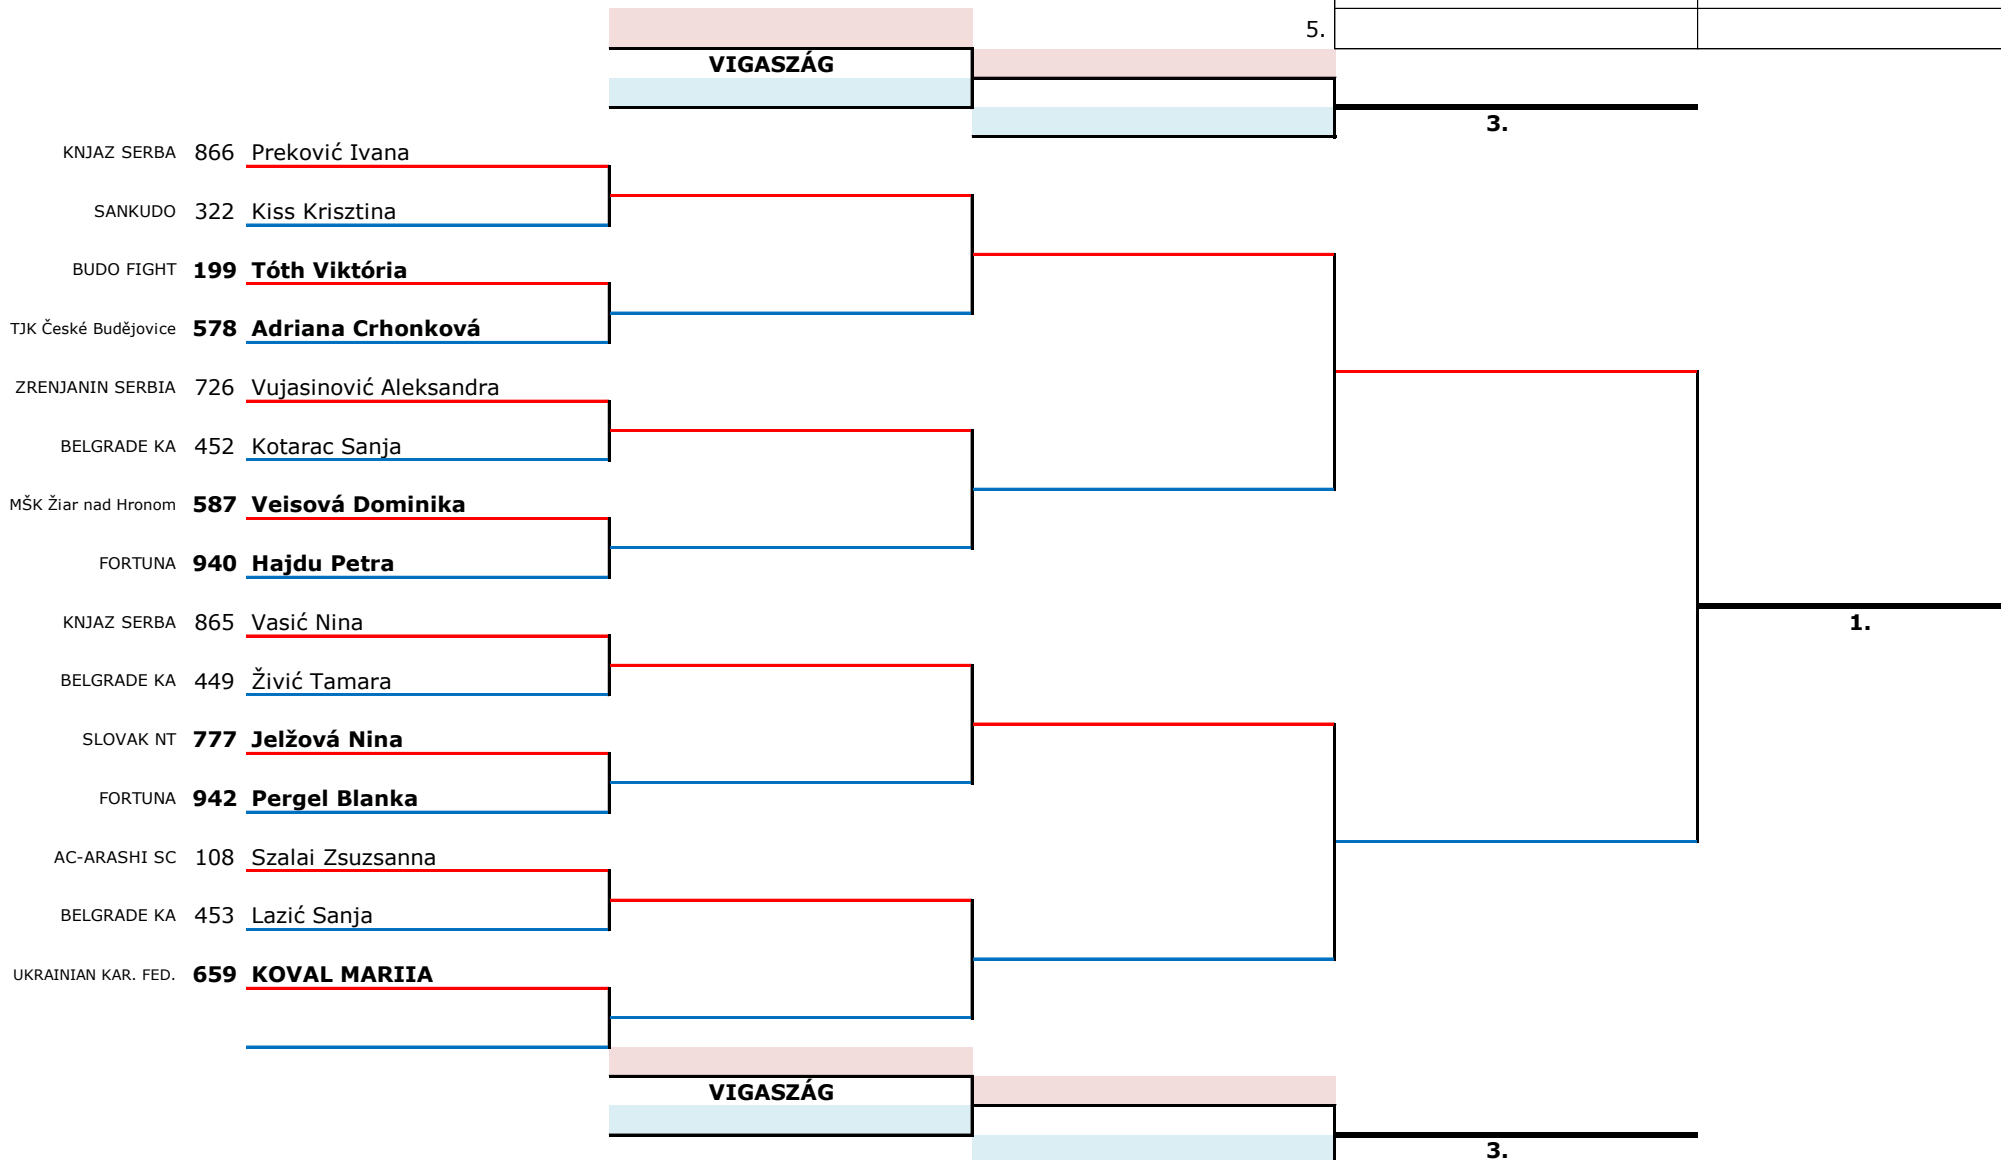 5.
VIGASZÁG
3.
KNJAZ SERBA 866 Preković Ivana
SANKUDO 322 Kiss Krisztina
BUDO FIGHT 199 Tóth Viktória
TJK České Budějovice 578 Adriana Crhonková
ZRENJANIN SERBIA 726 Vujasinović Aleksandra
BELGRADE KA 452 Kotarac Sanja
MŠK Žiar nad Hronom 587 Veisová Dominika
FORTUNA 940 Hajdu Petra
KNJAZ SERBA 865 Vasić Nina
1.
BELGRADE KA 449 Živić Tamara
SLOVAK NT 777 Jelžová Nina
FORTUNA 942 Pergel Blanka
AC-ARASHI SC 108 Szalai Zsuzsanna
BELGRADE KA 453 Lazić Sanja
UKRAINIAN KAR. FED. 659 KOVAL MARIIA
VIGASZÁG
3.